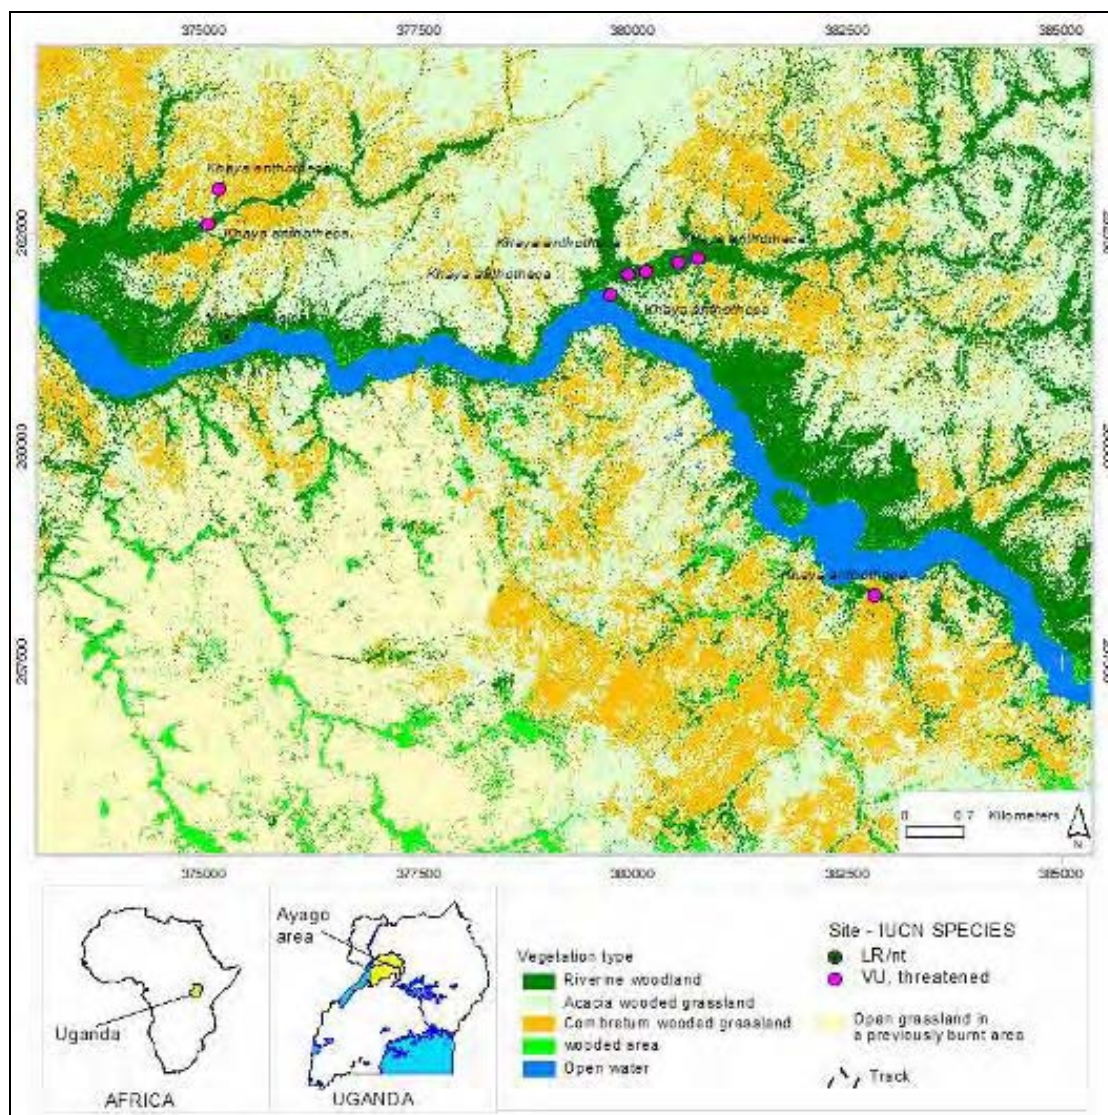 375000 377500 380000 382500 385000
Khaya anthotheca
Khaya anthotheca
Khaya anthotheca
anthotheca
Khaya anthotheca
Khaya anthotheca
Khaya anthotheca
262500
260000
257500
0 0.7 Kilometers
N
375000 377500 380000 382500 385000
Uganda
AFRICA
Ayago
area
UGANDA
Vegetation type
Riverine woodland
Acacia wooded grassland
Combretum wooded grassland
wooded area
Open water
Site - IUCN SPECIES
LR/nt
VU, threatened
Open grassland in
a previously burnt area
Track